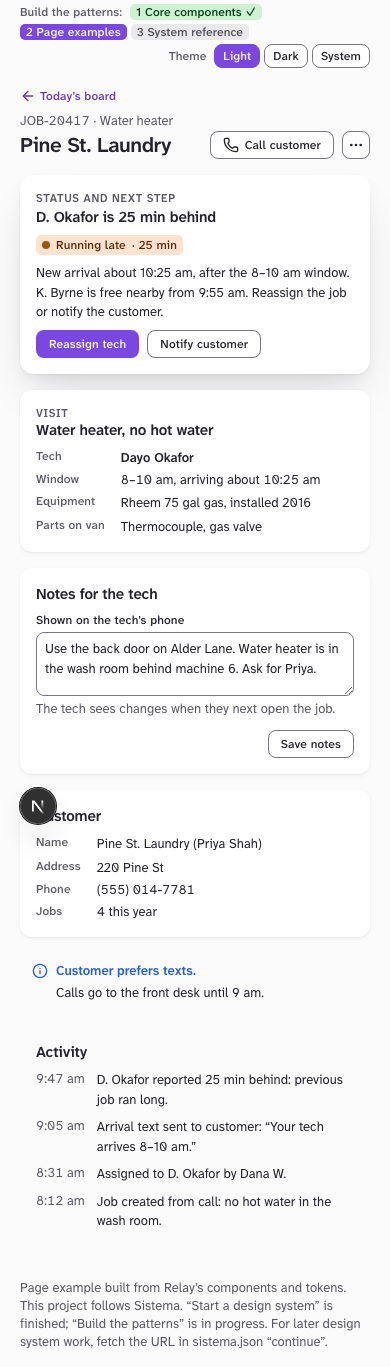 Build the patterns: 1 Core components ✓
2 Page examples 3 System reference
Theme Light Dark System
← Today's board
JOB-20417 · Water heater
Pine St. Laundry Call customer ···
STATUS AND NEXT STEP
D. Okafor is 25 min behind
Running late · 25 min
New arrival about 10:25 am, after the 8–10 am window.
K. Byrne is free nearby from 9:55 am. Reassign the job
or notify the customer.
Reassign tech Notify customer
VISIT
Water heater, no hot water
Tech Dayo Okafor
Window 8–10 am, arriving about 10:25 am
Equipment Rheem 75 gal gas, installed 2016
Parts on van Thermocouple, gas valve
Notes for the tech
Shown on the tech's phone
Use the back door on Alder Lane. Water heater is in
the wash room behind machine 6. Ask for Priya.
The tech sees changes when they next open the job.
Save notes
N
stomer
Name Pine St. Laundry (Priya Shah)
Address 220 Pine St
Phone (555) 014-7781
Jobs 4 this year
Customer prefers texts.
Calls go to the front desk until 9 am.
Activity
9:47 am D. Okafor reported 25 min behind: previous
job ran long.
9:05 am Arrival text sent to customer: “Your tech
arrives 8–10 am.”
8:31 am Assigned to D. Okafor by Dana W.
8:12 am Job created from call: no hot water in the
wash room.
Page example built from Relay's components and tokens.
This project follows Sistema. “Start a design system” is
finished; “Build the patterns” is in progress. For later design
system work, fetch the URL in sistema.json “continue”.